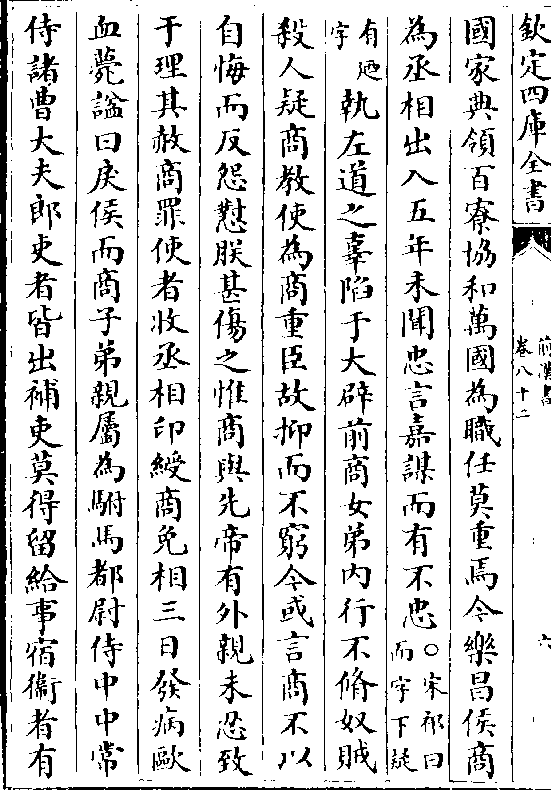 欽定四庫全書
前漢書
卷八十二
六
國家典領百寮協和萬國為職任莫重焉今樂昌侯商
為丞相出入五年未聞忠言嘉謀而有不忠○宋祁曰而字下疑
有迺字執左道之辜陷于大辟前商女弟内行不脩奴賊
殺人疑商教使為商重臣故抑而不窮今或言商不以
自悔而反怨懟朕甚傷之惟商與先帝有外親未忍致
于理其赦商罪使者收丞相印綬商免相三日發病歐
血薨諡曰戾侯而商子弟親屬為駙馬都尉侍中中常
侍諸曹大夫郎吏者皆出補吏莫得留給事宿衞者有